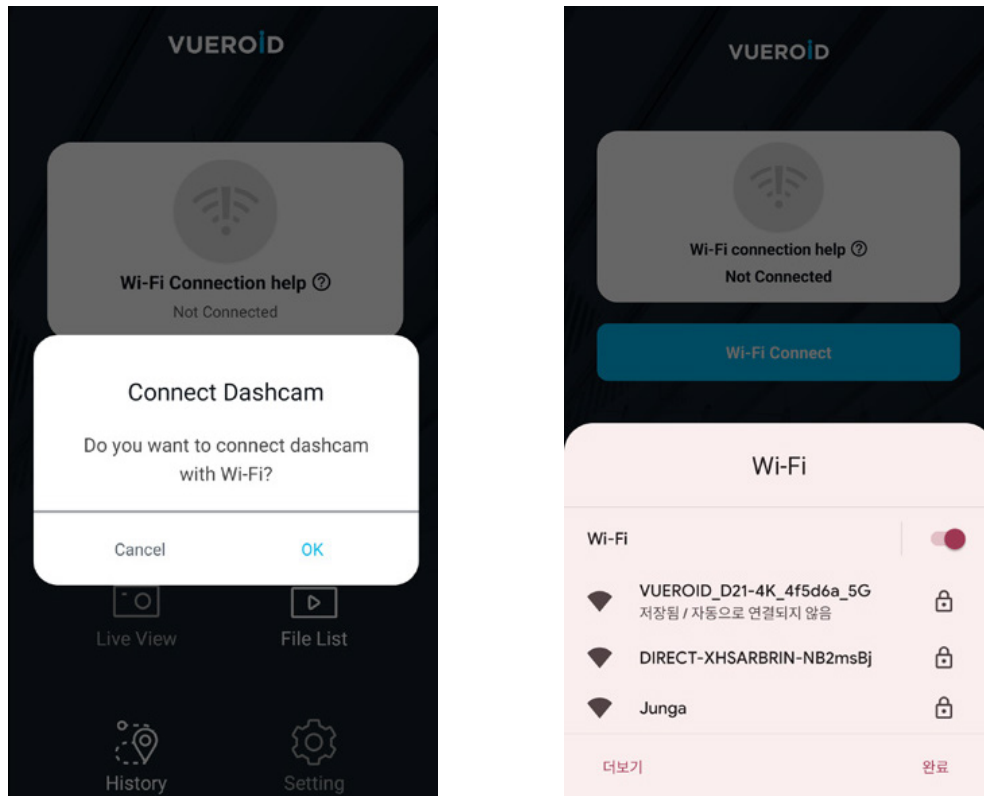 VUEROID
Wi-Fi Connection help ?
Not Connected
Connect Dashcam
Do you want to connect dashcam
with Wi-Fi?
Cancel
OK
Live View
File List
History
Setting
VUEROID
Wi-Fi connection help ?
Not Connected
Wi-Fi Connect
Wi-Fi
Wi-Fi
VUEROID_D21-4K_4f5d6a_5G
저장됨 / 자동으로 연결되지 않음
DIRECT-XHSARBRIN-NB2msBj
Junga
더보기
완료